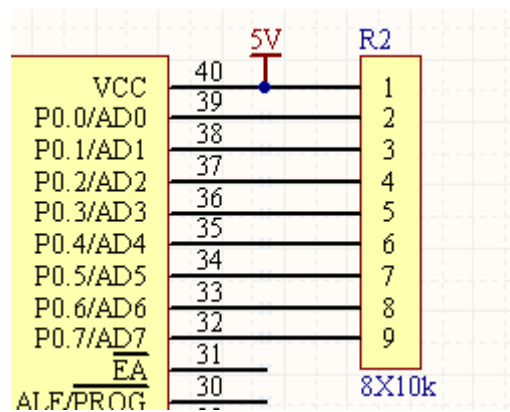 5V R2
VCC 40 1
P0.0/AD0 39 2
P0.1/AD1 38 3
P0.2/AD2 37 4
P0.3/AD3 36 5
P0.4/AD4 35 6
P0.5/AD5 34 7
P0.6/AD6 33 8
P0.7/AD7 32 9
EA 31
ALE/PROG 30 8X10k